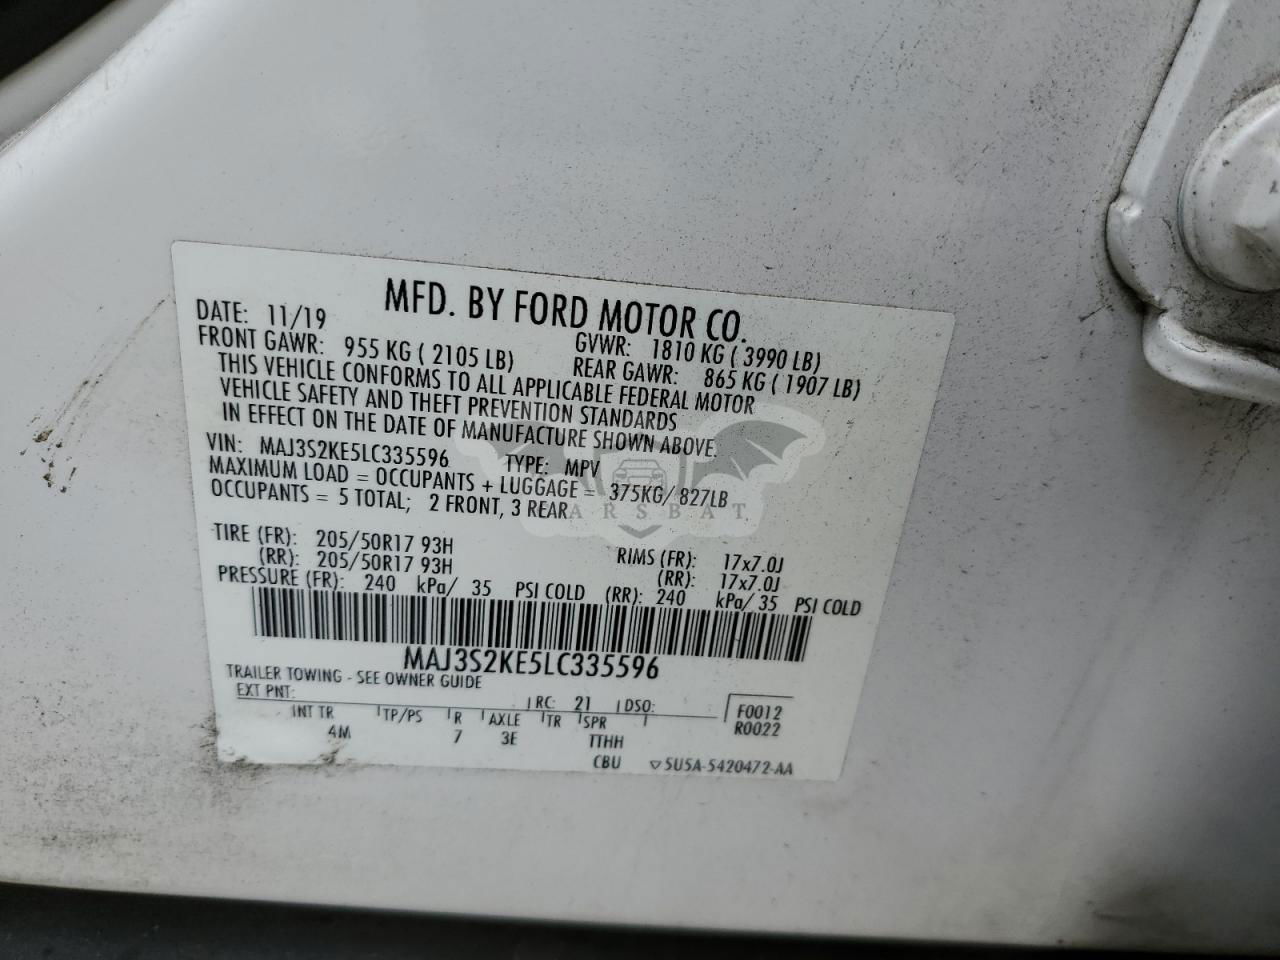 MFD. BY FORD MOTOR CO.
DATE: 11/19 GVWR: 1810 KG ( 3990 LB)
FRONT GAWR: 955 KG ( 2105 LB) REAR GAWR: 865 KG ( 1907 LB)
THIS VEHICLE CONFORMS TO ALL APPLICABLE FEDERAL MOTOR
VEHICLE SAFETY AND THEFT PREVENTION STANDARDS
IN EFFECT ON THE DATE OF MANUFACTURE SHOWN ABOVE.
VIN: MAJ3S2KE5LC335596 TYPE: MPV
MAXIMUM LOAD = OCCUPANTS + LUGGAGE = 375KG/ 827LB
OCCUPANTS = 5 TOTAL; 2 FRONT, 3 REAR
CARSBAT
TIRE (FR): 205/50R17 93H RIMS (FR): 17x7.0J
(RR): 205/50R17 93H (RR): 17x7.0J
PRESSURE (FR): 240 kPa/ 35 PSI COLD (RR): 240 kPa/ 35 PSI COLD
MAJ3S2KE5LC335596
TRAILER TOWING - SEE OWNER GUIDE
EXT PNT: RC: 21 DSO: F0012
INT TR TP/PS R AXLE TR SPR R0022
4M 7 3E TTHH
CBU 5U5A-5420472-AA